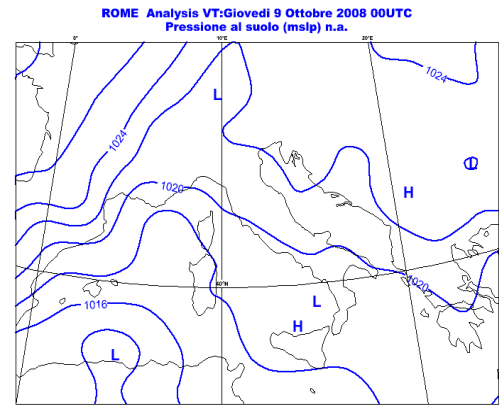 ROME Analysis VT:Giovedi 9 Ottobre 2008 00UTC
Pressione al suolo (mslp) n.a.
0° 10°E 20°E
1024
L
1024
L
1020
H
40°N
1020
1016
L
H
L